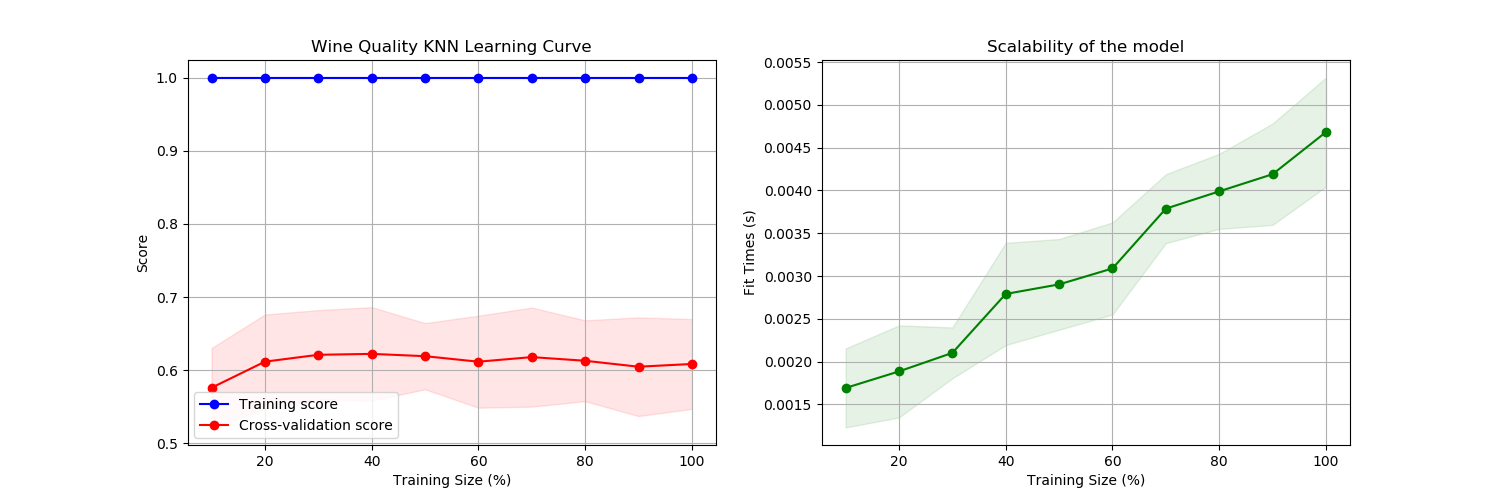 Wine Quality KNN Learning Curve
1.0
0.9
0.8
0.7
0.6
0.5
Score
Training score
Cross-validation score
20 40 60 80 100
Training Size (%)
Scalability of the model
0.0055
0.0050
0.0045
0.0040
0.0035
0.0030
0.0025
0.0020
0.0015
Fit Times (s)
20 40 60 80 100
Training Size (%)